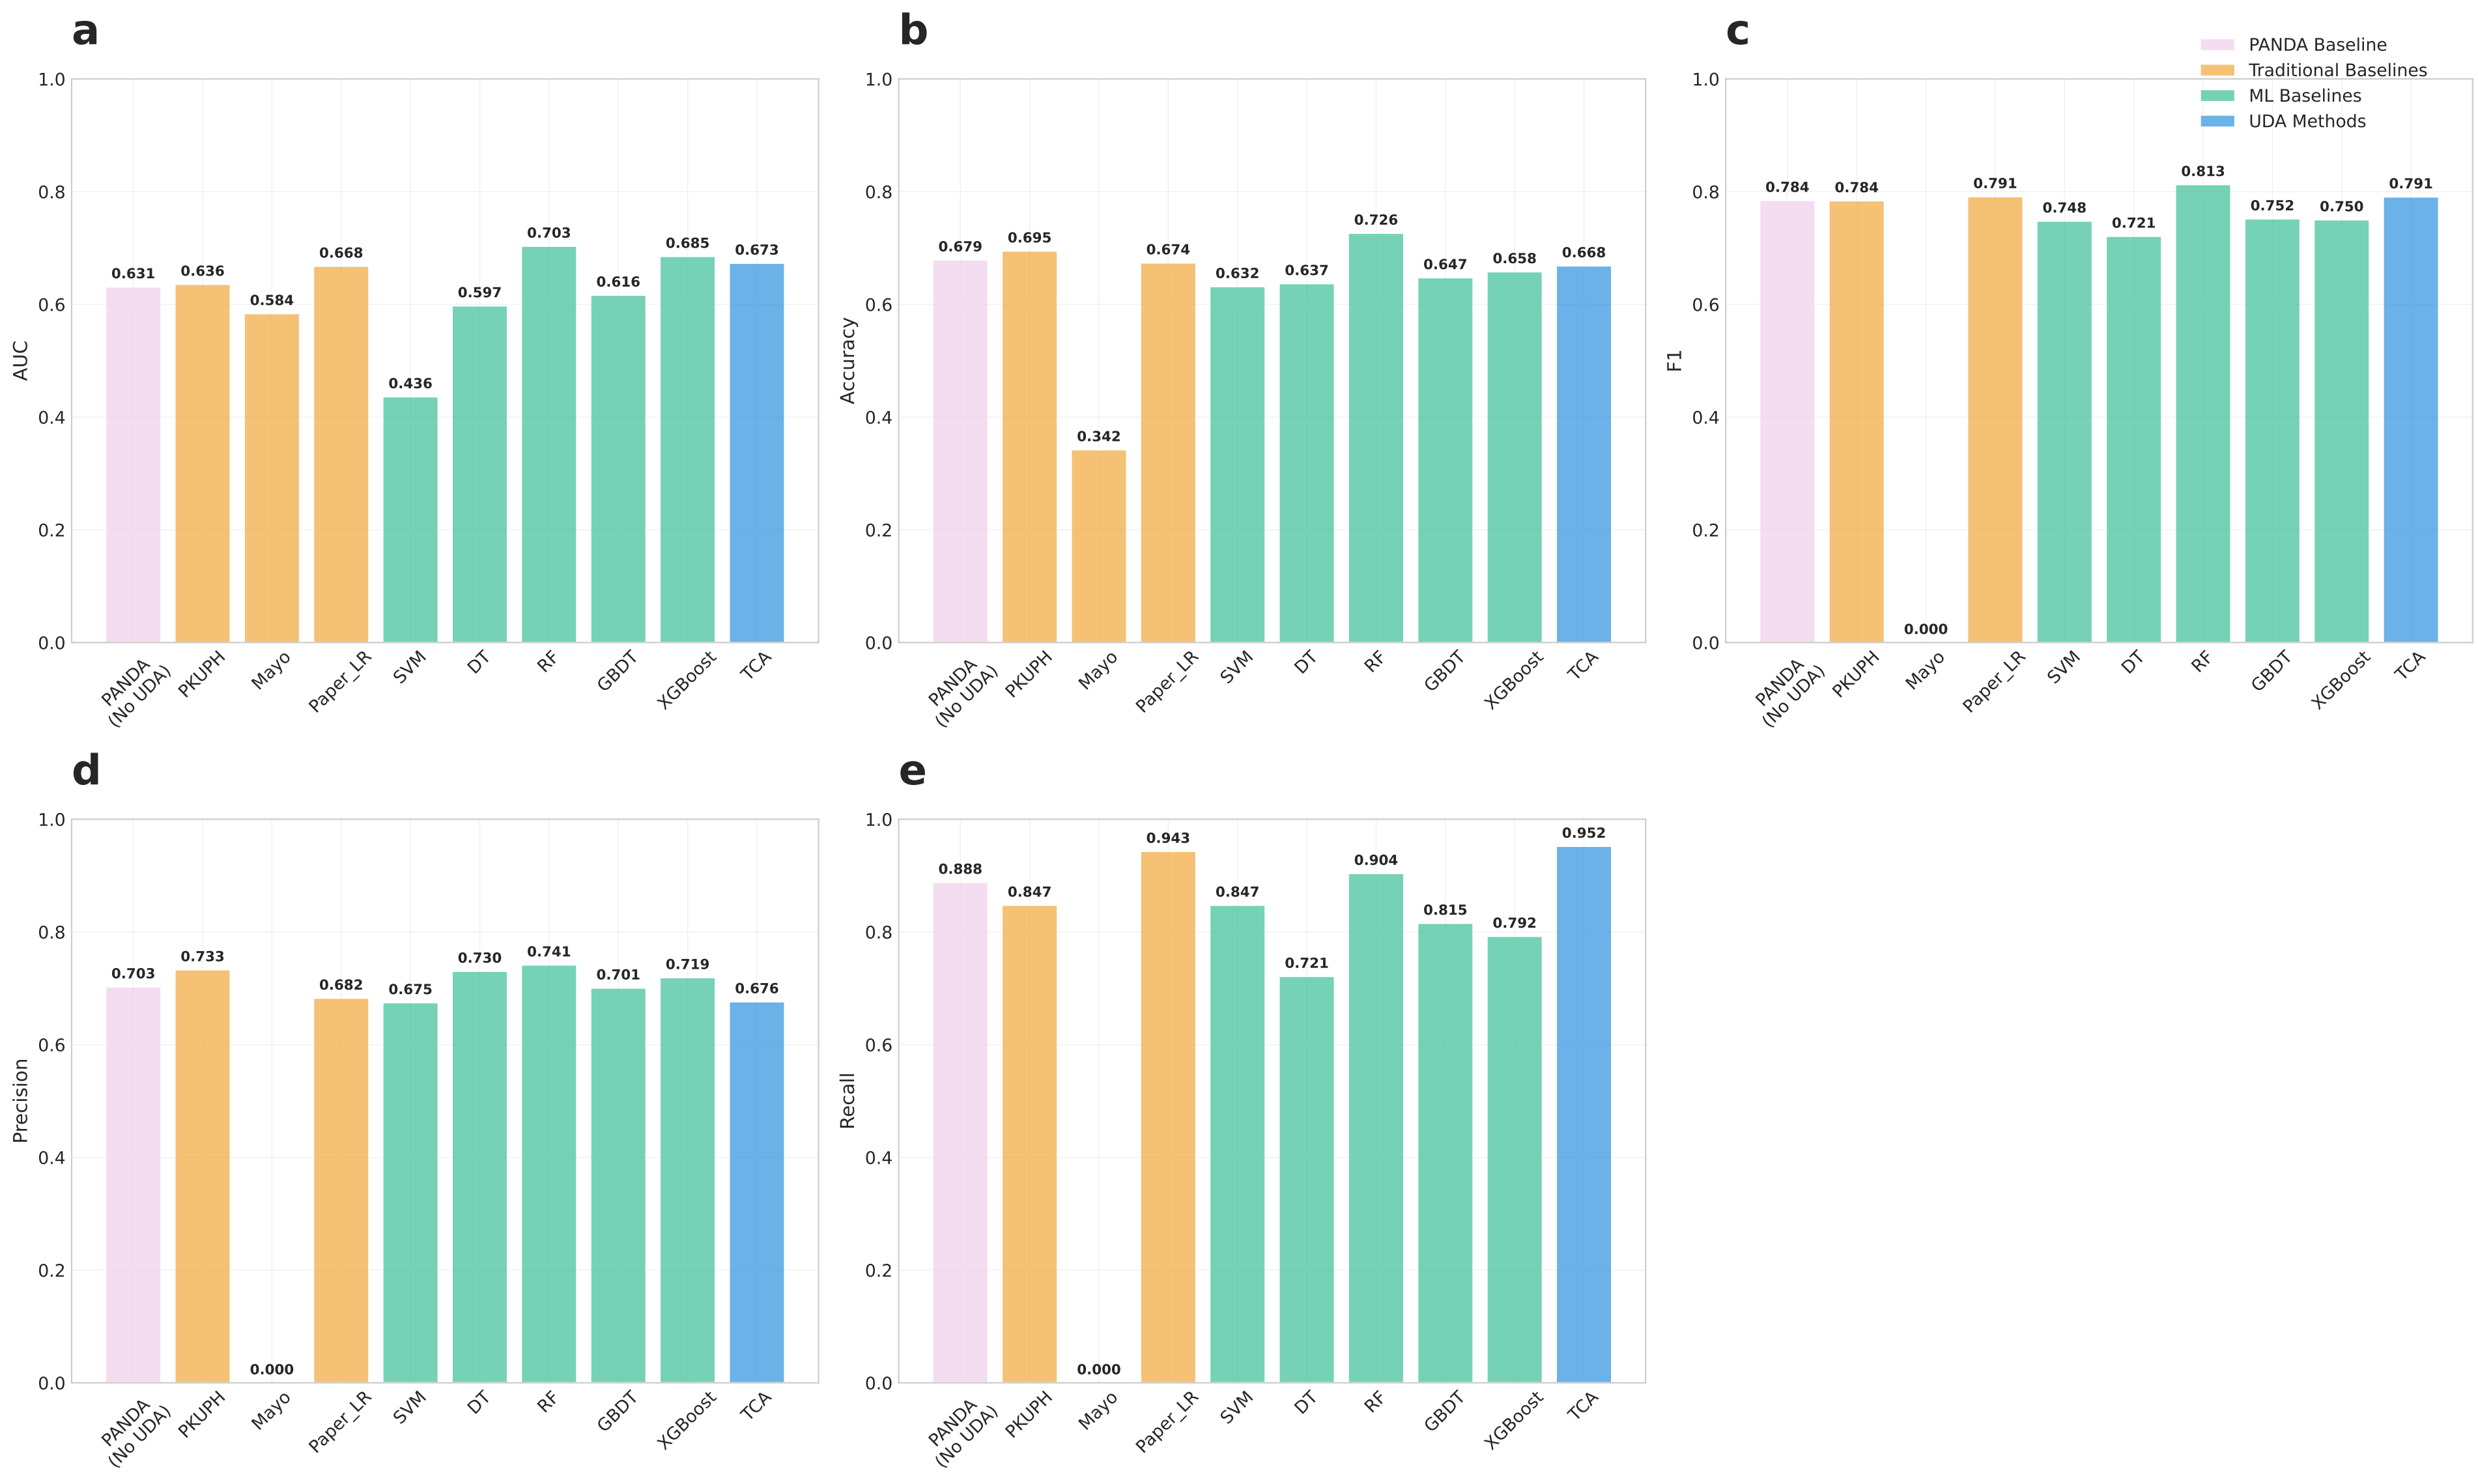 a
1.0
0.8
0.6
0.4
0.2
0.0
AUC
0.631
0.636
0.584
0.668
0.436
0.597
0.703
0.616
0.685
0.673
PANDA
(No UDA)
PKUPH
Mayo
Paper_LR
SVM
DT
RF
GBDT
XGBoost
TCA
b
1.0
0.8
0.6
0.4
0.2
0.0
Accuracy
0.679
0.695
0.342
0.674
0.632
0.637
0.726
0.647
0.658
0.668
PANDA
(No UDA)
PKUPH
Mayo
Paper_LR
SVM
DT
RF
GBDT
XGBoost
TCA
c
PANDA Baseline
Traditional Baselines
ML Baselines
UDA Methods
1.0
0.8
0.6
0.4
0.2
0.0
F1
0.784
0.784
0.000
0.791
0.748
0.721
0.813
0.752
0.750
0.791
PANDA
(No UDA)
PKUPH
Mayo
Paper_LR
SVM
DT
RF
GBDT
XGBoost
TCA
d
1.0
0.8
0.6
0.4
0.2
0.0
Precision
0.703
0.733
0.000
0.682
0.675
0.730
0.741
0.701
0.719
0.676
PANDA
(No UDA)
PKUPH
Mayo
Paper_LR
SVM
DT
RF
GBDT
XGBoost
TCA
e
1.0
0.8
0.6
0.4
0.2
0.0
Recall
0.888
0.847
0.000
0.943
0.847
0.721
0.904
0.815
0.792
0.952
PANDA
(No UDA)
PKUPH
Mayo
Paper_LR
SVM
DT
RF
GBDT
XGBoost
TCA